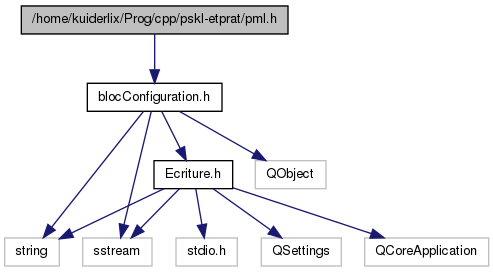 /home/kuiderlix/Prog/cpp/pskl-etprat/pml.h
blocConfiguration.h
Ecriture.h
QObject
string
sstream
stdio.h
QSettings
QCoreApplication